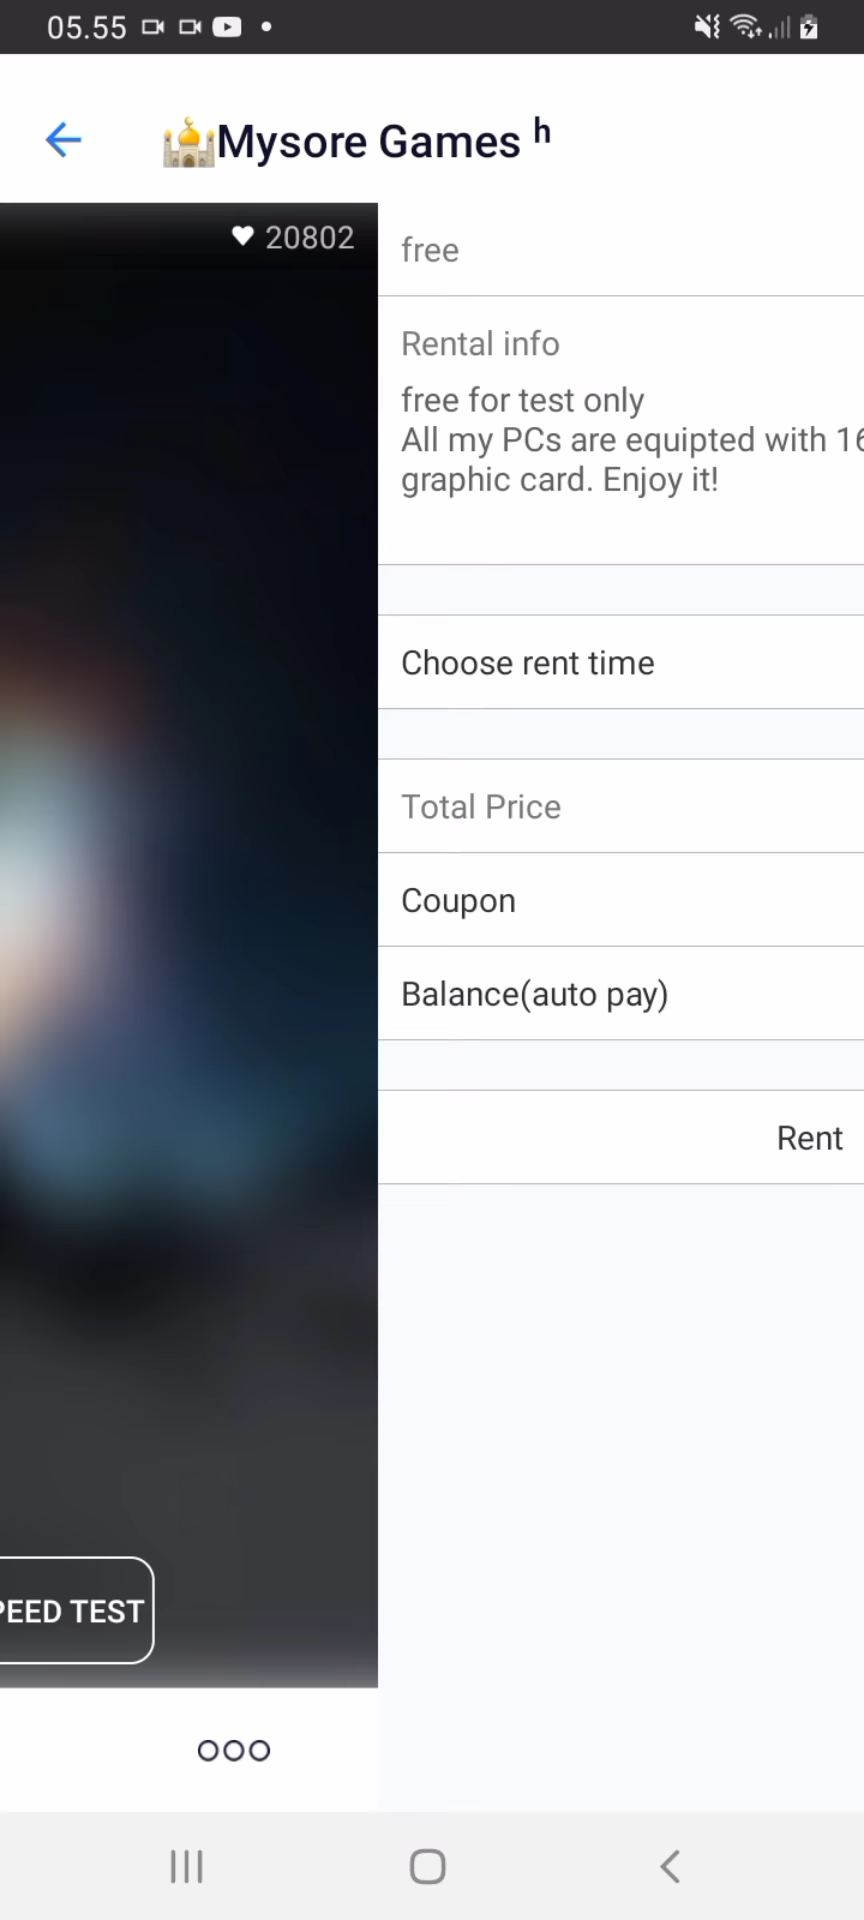 05.55
Mysore Games h
20802
free
Rental info
free for test only
All my PCs are equipted with 16
graphic card. Enjoy it!
Choose rent time
Total Price
Coupon
Balance(auto pay)
Rent
PEED TEST